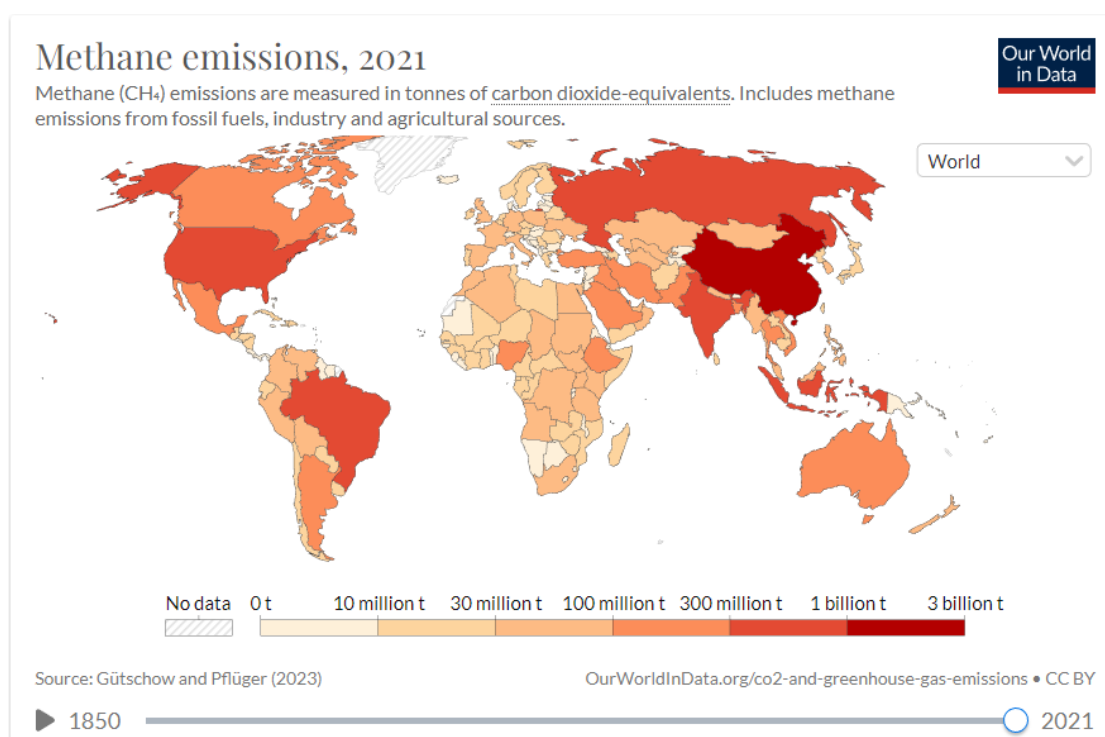 Methane emissions, 2021
Our World
in Data
Methane (CH₄) emissions are measured in tonnes of carbon dioxide-equivalents. Includes methane
emissions from fossil fuels, industry and agricultural sources.
World
No data 0 t 10 million t 30 million t 100 million t 300 million t 1 billion t 3 billion t
Source: Gütschow and Pflüger (2023)
OurWorldInData.org/co2-and-greenhouse-gas-emissions • CC BY
1850 2021